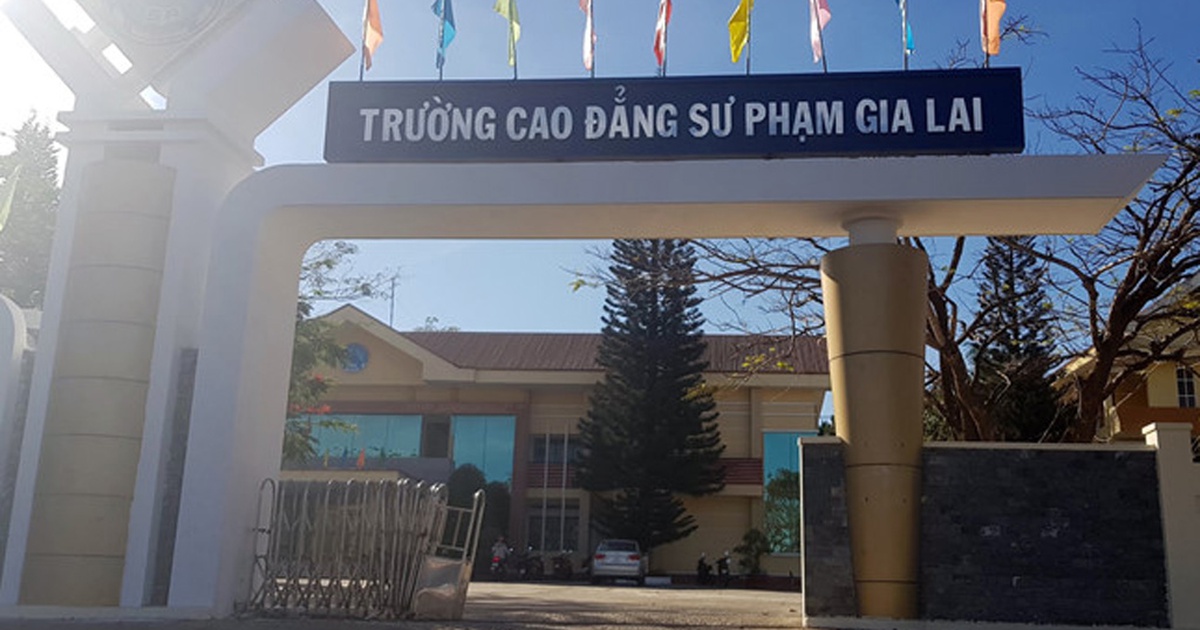 TRƯỜNG CAO ĐẲNG SƯ PHẠM GIA LAI